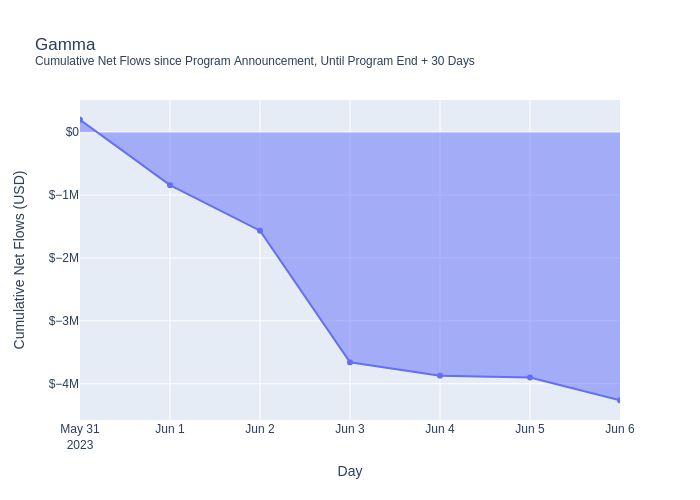 Gamma
Cumulative Net Flows since Program Announcement, Until Program End + 30 Days
Cumulative Net Flows (USD)
$0
$−1M
$−2M
$−3M
$−4M
May 31
2023
Jun 1
Jun 2
Jun 3
Jun 4
Jun 5
Jun 6
Day